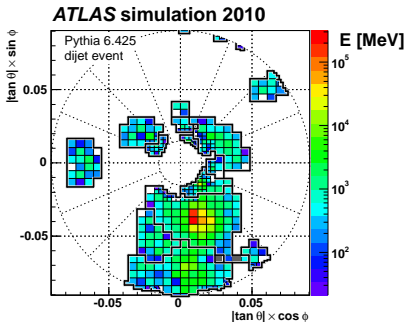 ATLAS simulation 2010
|tan θ| × sin ϕ
Pythia 6.425
dijet event
E [MeV]
10⁵
10⁴
10³
10²
0.05
0
-0.05
-0.05
0
0.05
|tan θ| × cos ϕ